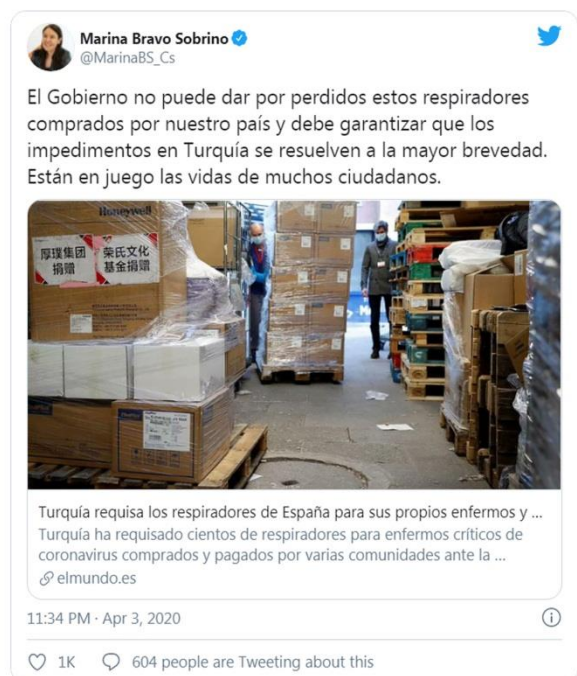 Marina Bravo Sobrino
@MarinaBS_Cs
El Gobierno no puede dar por perdidos estos respiradores
comprados por nuestro país y debe garantizar que los
impedimentos en Turquía se resuelven a la mayor brevedad.
Están en juego las vidas de muchos ciudadanos.
Honeywell
厚璞集团
捐赠
荣氏文化
基金捐赠
Turquía requisa los respiradores de España para sus propios enfermos y ...
Turquía ha requisado cientos de respiradores para enfermos críticos de
coronavirus comprados y pagados por varias comunidades ante la ...
elmundo.es
11:34 PM · Apr 3, 2020
1K
604 people are Tweeting about this